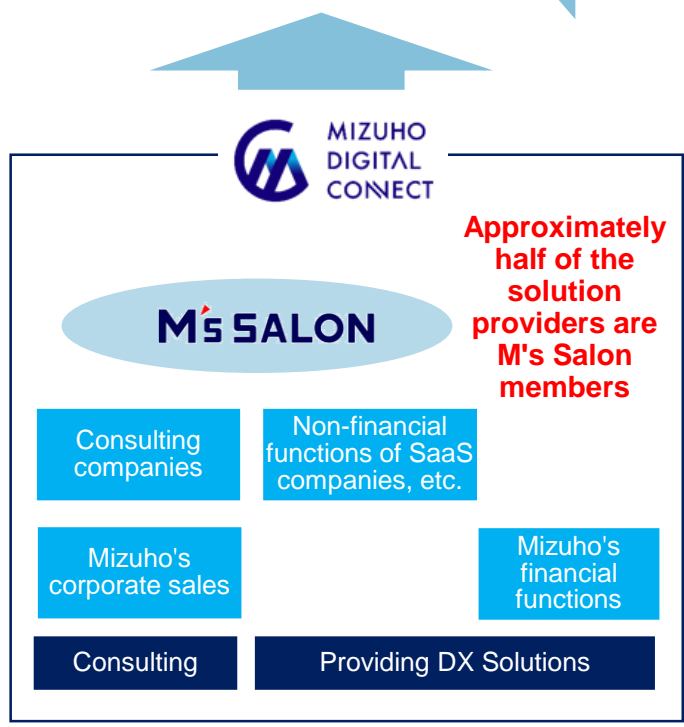 MIZUHO
DIGITAL
CONNECT
Approximately
half of the
solution
providers are
M's Salon
members
M's SALON
Consulting
companies
Non-financial
functions of SaaS
companies, etc.
Mizuho's
corporate sales
Mizuho's
financial
functions
Consulting
Providing DX Solutions